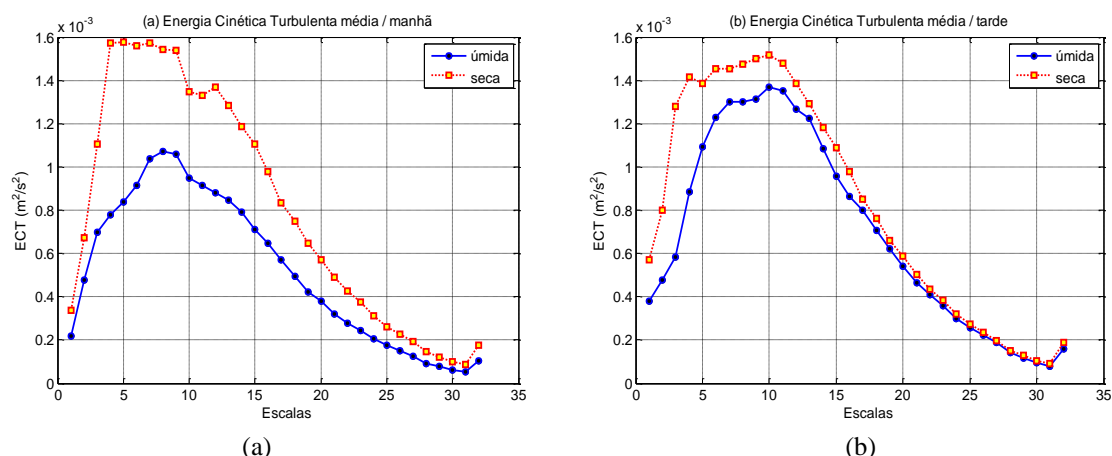 (a) Energia Cinética Turbulenta média / manhã
x 10⁻³
1.6
1.4
1.2
1
0.8
0.6
0.4
0.2
0
ECT (m²/s²)
úmida
seca
0 5 10 15 20 25 30 35
Escalas
(a)
(b) Energia Cinética Turbulenta média / tarde
x 10⁻³
1.6
1.4
1.2
1
0.8
0.6
0.4
0.2
0
ECT (m²/s²)
úmida
seca
0 5 10 15 20 25 30 35
Escalas
(b)